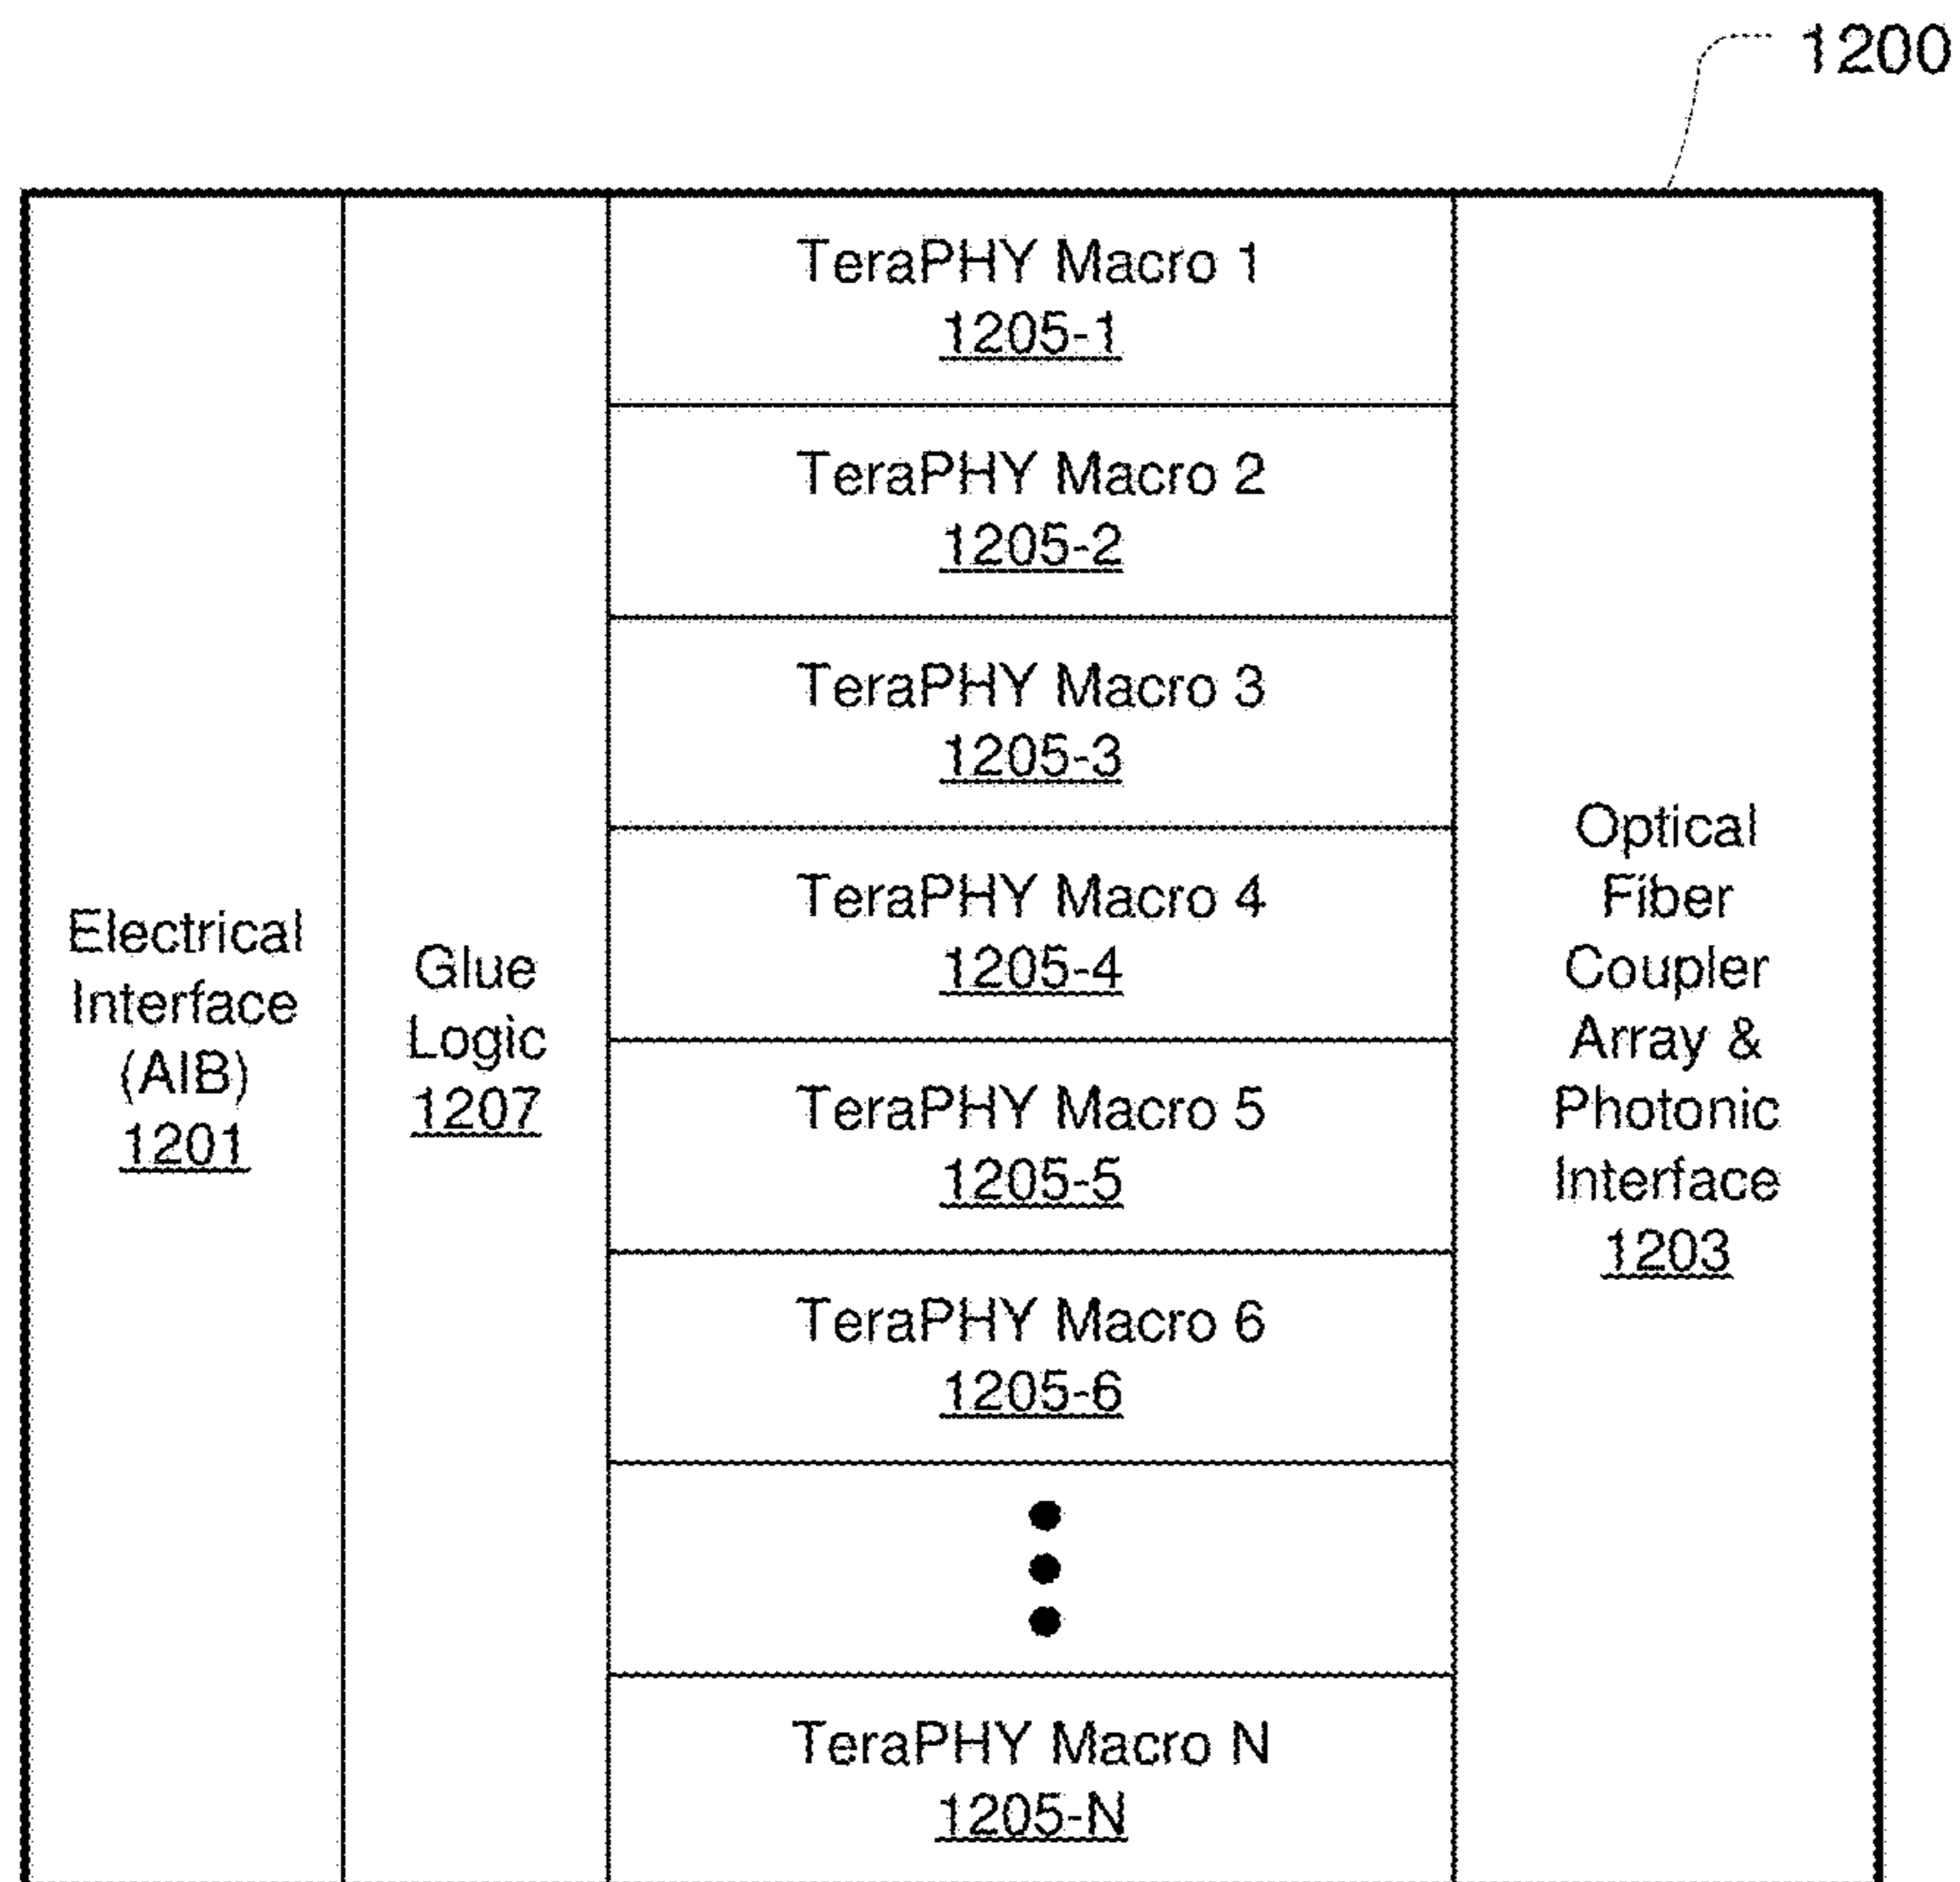 1200
Electrical
Interface
(AIB)
1201
Glue
Logic
1207
TeraPHY Macro 1
1205-1
TeraPHY Macro 2
1205-2
TeraPHY Macro 3
1205-3
TeraPHY Macro 4
1205-4
TeraPHY Macro 5
1205-5
TeraPHY Macro 6
1205-6
TeraPHY Macro N
1205-N
Optical
Fiber
Coupler
Array &
Photonic
Interface
1203